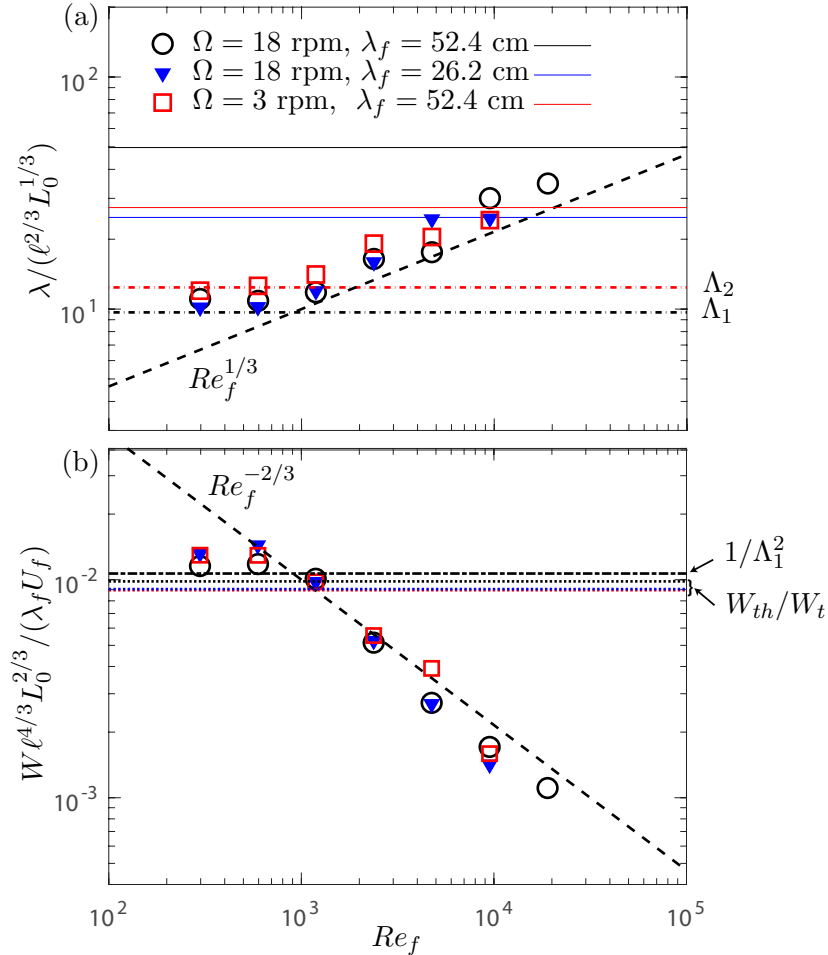 (a)
Ω = 18 rpm, λ_f = 52.4 cm
Ω = 18 rpm, λ_f = 26.2 cm
Ω = 3 rpm, λ_f = 52.4 cm
10^2
10^1
λ/(ℓ^{2/3} L_0^{1/3})
Λ_2
Λ_1
Re_f^{1/3}
(b)
Re_f^{-2/3}
1/Λ_1^2
W_{th}/W_t
10^{-2}
10^{-3}
Wℓ^{4/3} L_0^{2/3}/(λ_f U_f)
10^2
10^3
10^4
10^5
Re_f